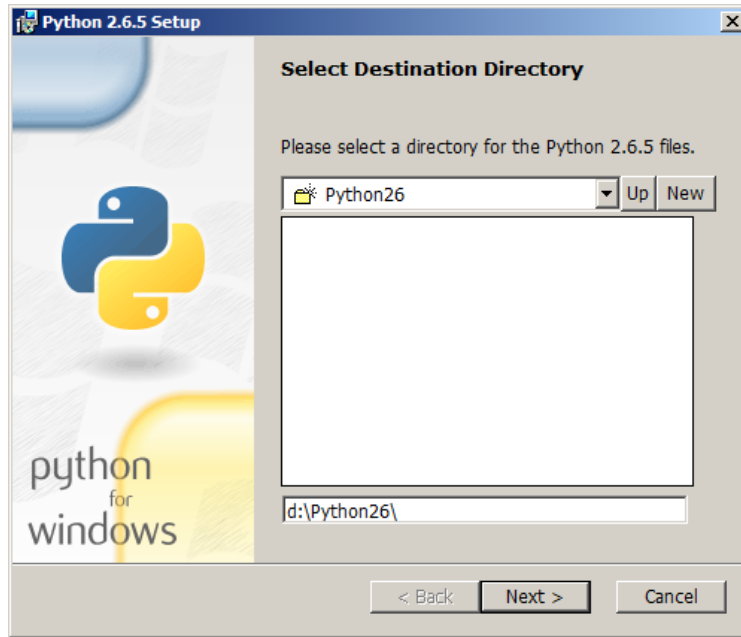 Python 2.6.5 Setup
Select Destination Directory
Please select a directory for the Python 2.6.5 files.
Python26
Up
New
d:\Python26\
python
for
windows
< Back
Next >
Cancel